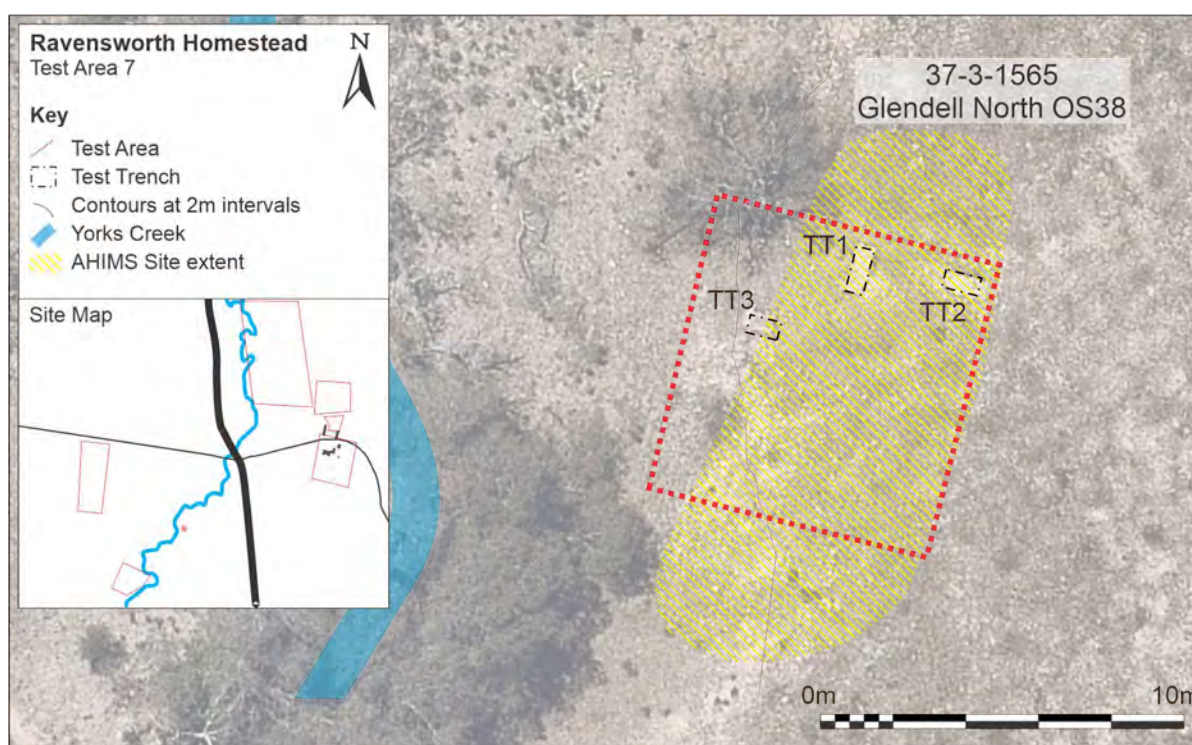 Ravensworth Homestead
Test Area 7
N
Key
Test Area
Test Trench
Contours at 2m intervals
Yorks Creek
AHIMS Site extent
Site Map
37-3-1565
Glendell North OS38
TT1
TT2
TT3
0m 10m